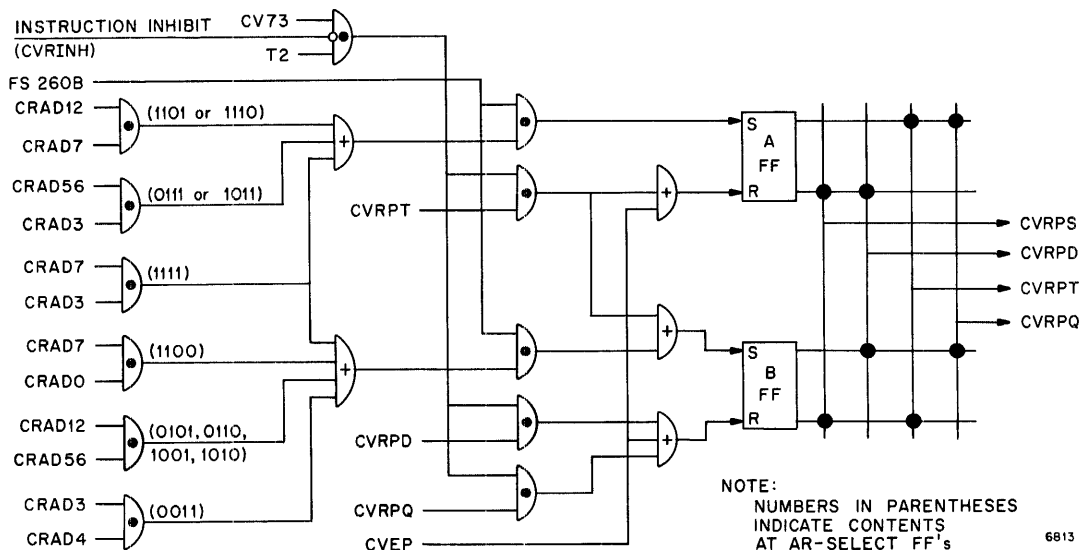 INSTRUCTION INHIBIT
(CVRINH)
CV73
T2
FS 260B
CRAD12
(1101 or 1110)
CRAD7
CRAD56
(0111 or 1011)
CRAD3
CRAD7
(1111)
CRAD3
CRAD7
(1100)
CRAD0
CRAD12
(0101, 0110,
CRAD56
1001, 1010)
CRAD3
(0011)
CRAD4
+
+
CVRPT
CVRPD
CVRPQ
CVEP
+
+
+
S
A
FF
R
S
B
FF
R
CVRPS
CVRPD
CVRPT
CVRPQ
NOTE:
NUMBERS IN PARENTHESES
INDICATE CONTENTS
AT AR-SELECT FF's
6813